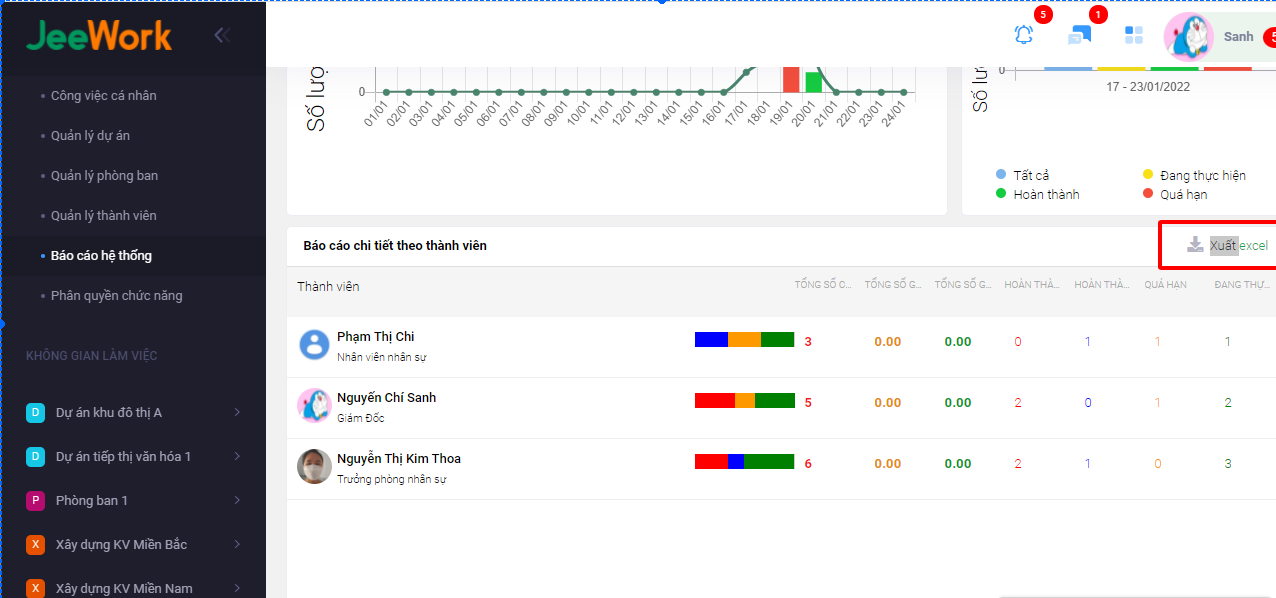 JeeWork
5
1
Sanh
5
Công việc cá nhân
Quản lý dự án
Quản lý phòng ban
Quản lý thành viên
Báo cáo hệ thống
Phân quyền chức năng
KHÔNG GIAN LÀM VIỆC
D Dự án khu đô thị A
D Dự án tiếp thị văn hóa 1
P Phòng ban 1
X Xây dựng KV Miền Bắc
X Xây dựng KV Miền Nam
Số lượ
0
01/01 02/01 03/01 04/01 05/01 06/01 07/01 08/01 09/01 10/01 11/01 12/01 13/01 14/01 15/01 16/01 17/01 18/01 19/01 20/01 21/01 22/01 23/01 24/01
Số lư
0
17 - 23/01/2022
Tất cả Đang thực hiện
Hoàn thành Quá hạn
Báo cáo chi tiết theo thành viên
Xuất excel
Thành viên TỔNG SỐ C... TỔNG SỐ G... TỔNG SỐ G... HOÀN THÀ... HOÀN THÀ... QUÁ HẠN ĐANG THỰ...
Phạm Thị Chi
Nhân viên nhân sự
3 0.00 0.00 0 1 1 1
Nguyễn Chí Sanh
Giám Đốc
5 0.00 0.00 2 0 1 2
Nguyễn Thị Kim Thoa
Trưởng phòng nhân sự
6 0.00 0.00 2 1 0 3